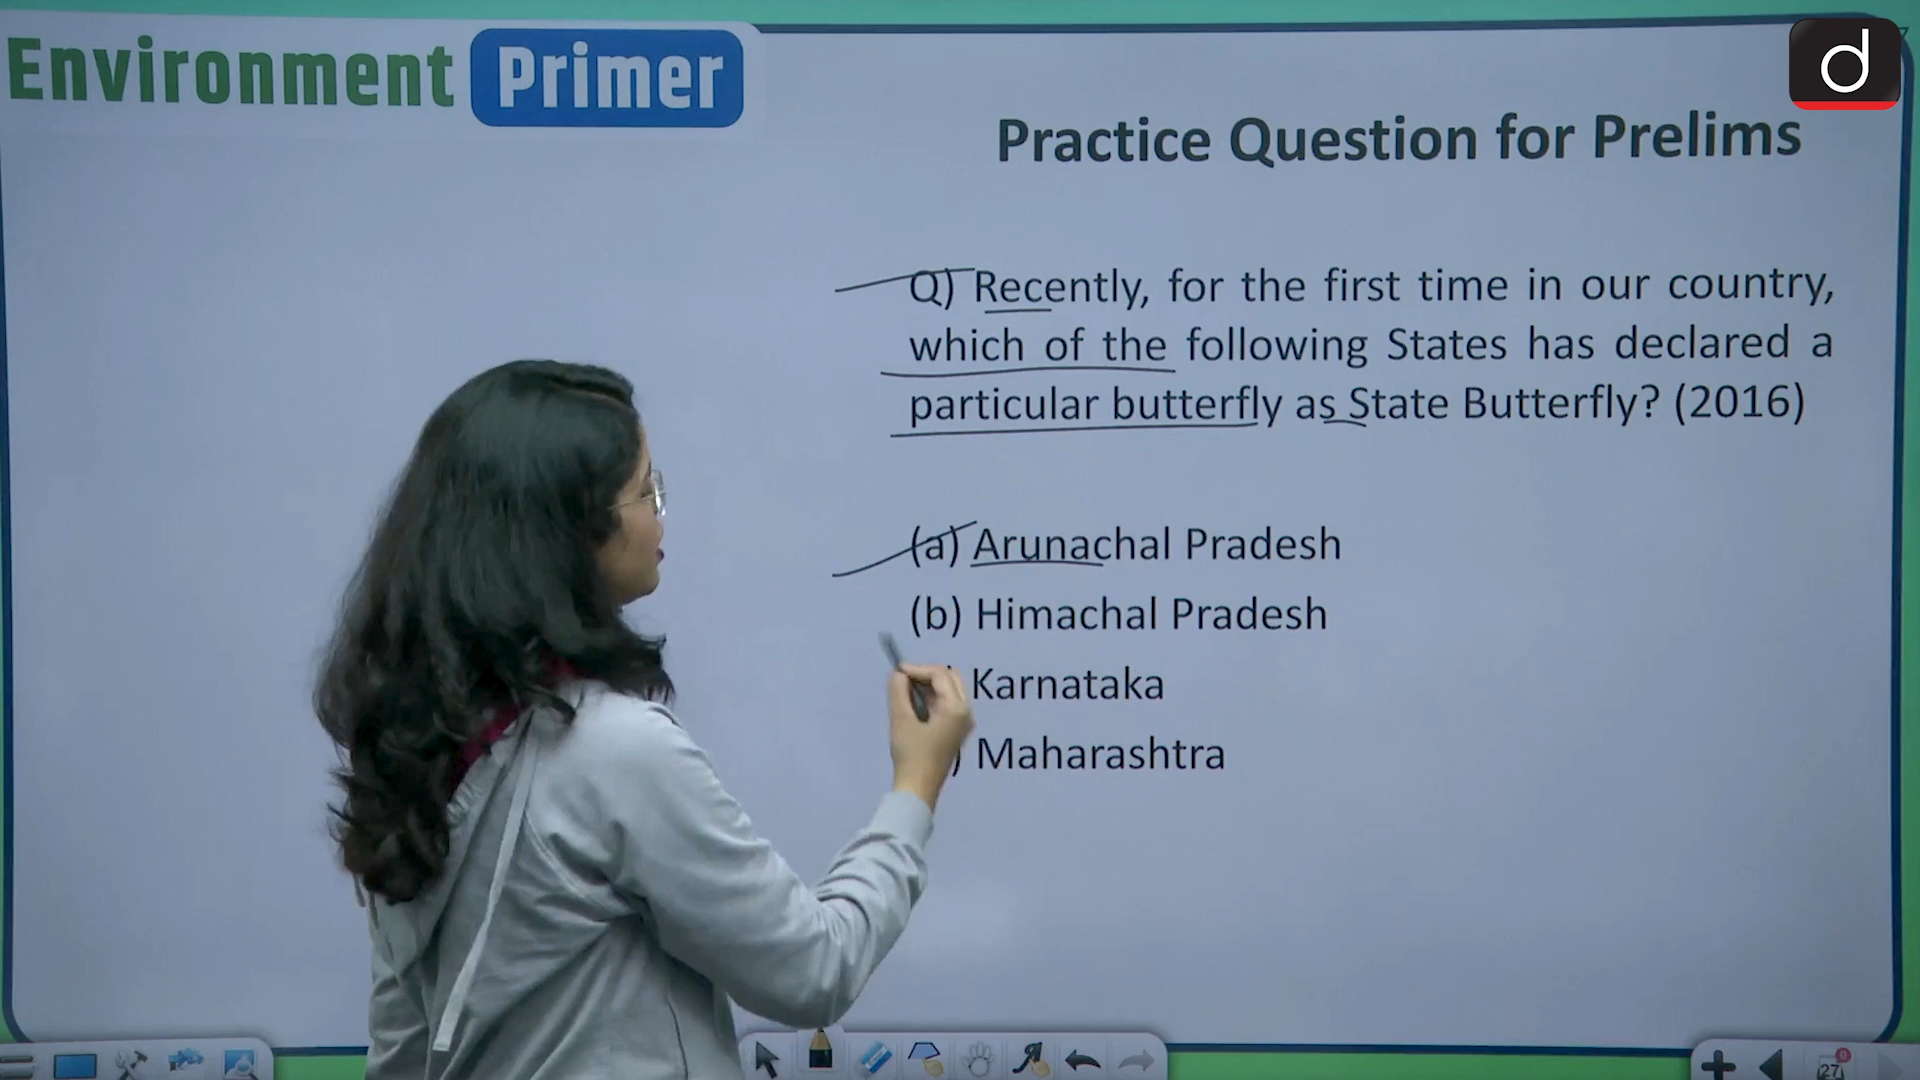 Environment Primer
d
Practice Question for Prelims
Q) Recently, for the first time in our country,
which of the following States has declared a
particular butterfly as State Butterfly? (2016)
(a) Arunachal Pradesh
(b) Himachal Pradesh
) Karnataka
) Maharashtra
27